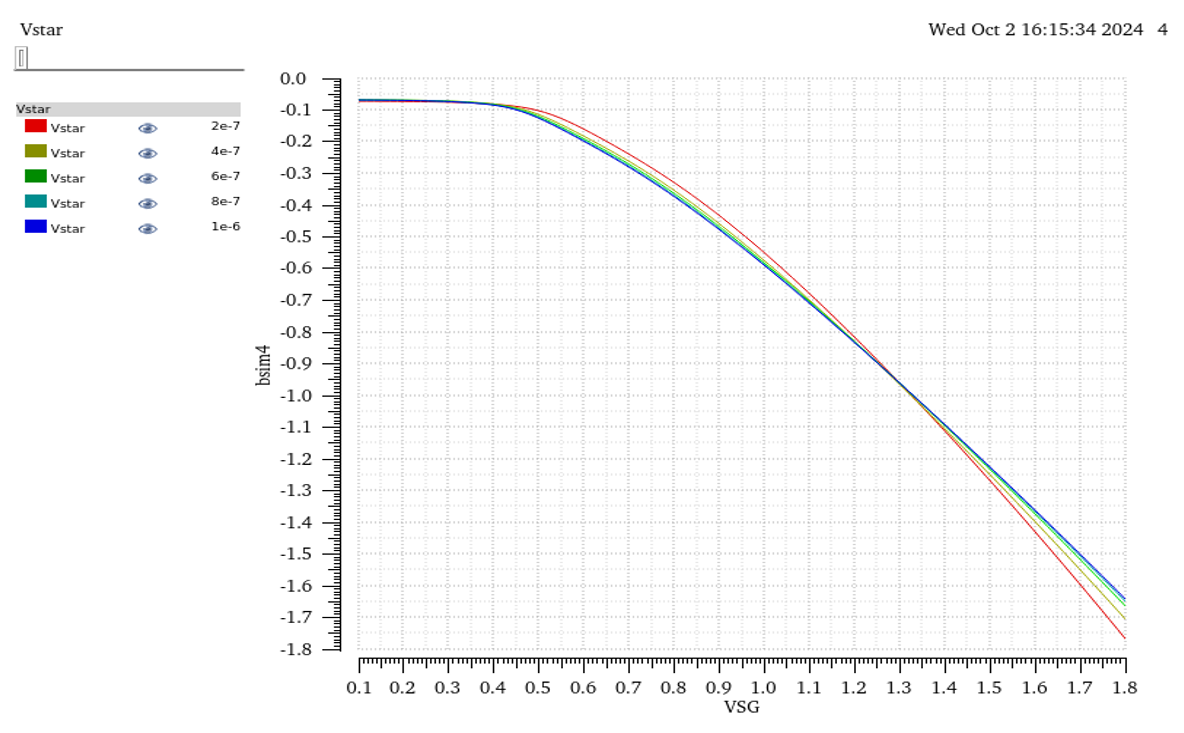 Vstar
Wed Oct 2 16:15:34 2024 4
Vstar
Vstar 2e-7
Vstar 4e-7
Vstar 6e-7
Vstar 8e-7
Vstar 1e-6
0.0
-0.1
-0.2
-0.3
-0.4
-0.5
-0.6
-0.7
-0.8
-0.9
-1.0
-1.1
-1.2
-1.3
-1.4
-1.5
-1.6
-1.7
-1.8
bsim4
0.1 0.2 0.3 0.4 0.5 0.6 0.7 0.8 0.9 1.0 1.1 1.2 1.3 1.4 1.5 1.6 1.7 1.8
VSG